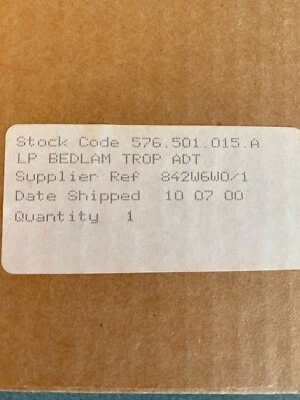 Stock Code 576.501.015.A
LP BEDLAM TROP ADT
Supplier Ref 842W6W0/1
Date Shipped 10 07 00
Quantity 1